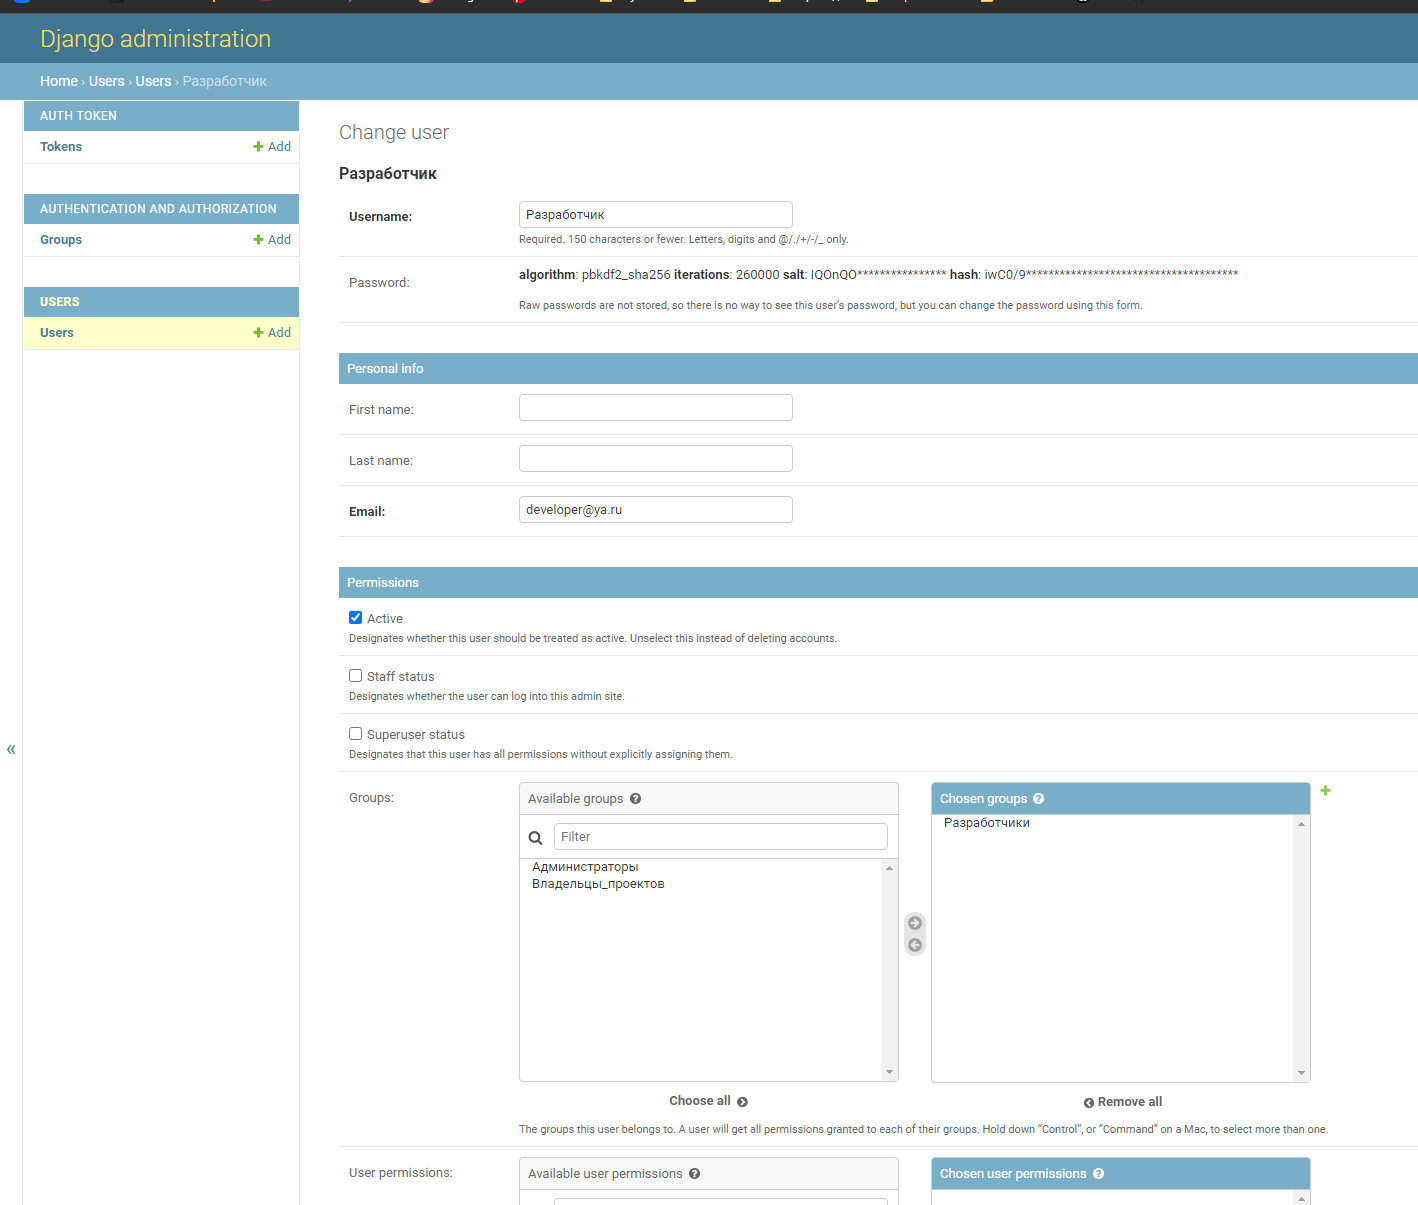 Django administration
Home › Users › Users › Разработчик
AUTH TOKEN
Tokens
Add
AUTHENTICATION AND AUTHORIZATION
Groups
Add
USERS
Users
Add
«
Change user
Разработчик
Username:
Разработчик
Required. 150 characters or fewer. Letters, digits and @/./+/-/_ only.
Password:
algorithm: pbkdf2_sha256 iterations: 260000 salt: IQOnQO**************** hash: iwC0/9**************************************
Raw passwords are not stored, so there is no way to see this user's password, but you can change the password using this form.
Personal info
First name:
Last name:
Email:
developer@ya.ru
Permissions
Active
Designates whether this user should be treated as active. Unselect this instead of deleting accounts.
Staff status
Designates whether the user can log into this admin site.
Superuser status
Designates that this user has all permissions without explicitly assigning them.
Groups:
Available groups
Filter
Администраторы
Владельцы_проектов
Choose all
Chosen groups
Разработчики
Remove all
The groups this user belongs to. A user will get all permissions granted to each of their groups. Hold down “Control”, or “Command” on a Mac, to select more than one.
User permissions:
Available user permissions
Chosen user permissions